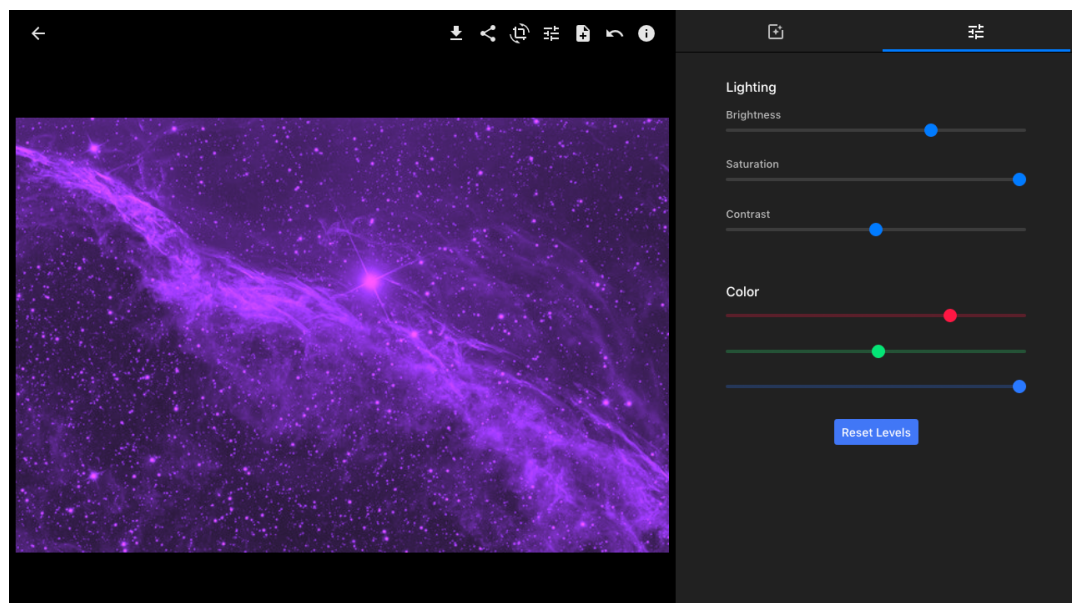 Lighting
Brightness
Saturation
Contrast
Color
Reset Levels